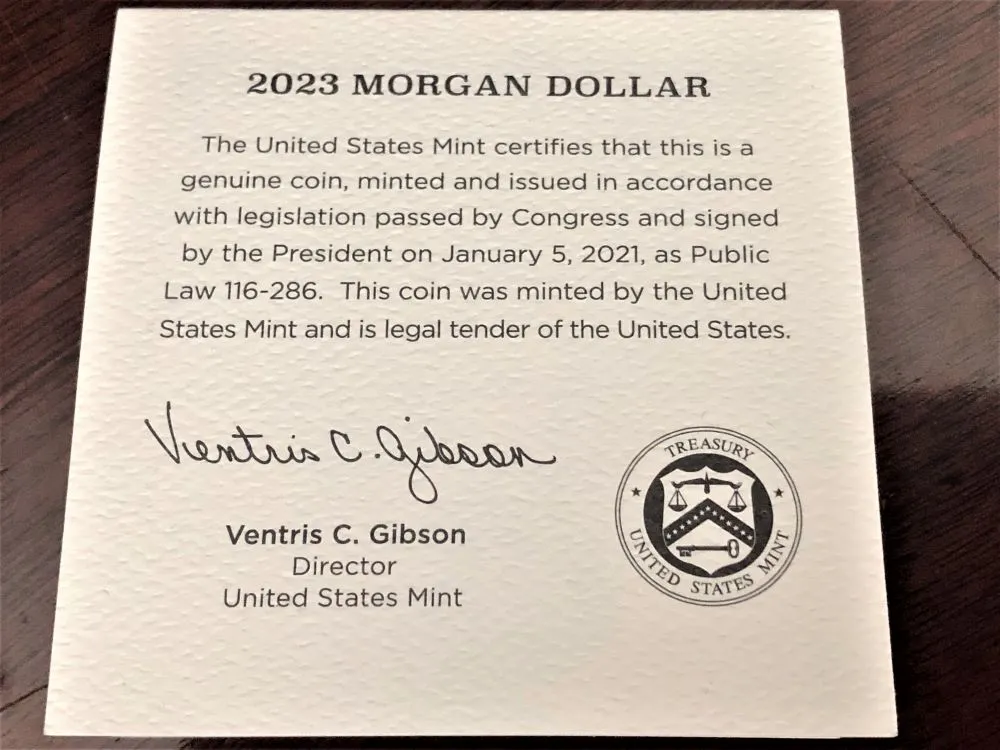 2023 MORGAN DOLLAR
The United States Mint certifies that this is a
genuine coin, minted and issued in accordance
with legislation passed by Congress and signed
by the President on January 5, 2021, as Public
Law 116-286. This coin was minted by the United
States Mint and is legal tender of the United States.
Ventris C. Gibson
Ventris C. Gibson
Director
United States Mint
TREASURY
UNITED STATES MINT